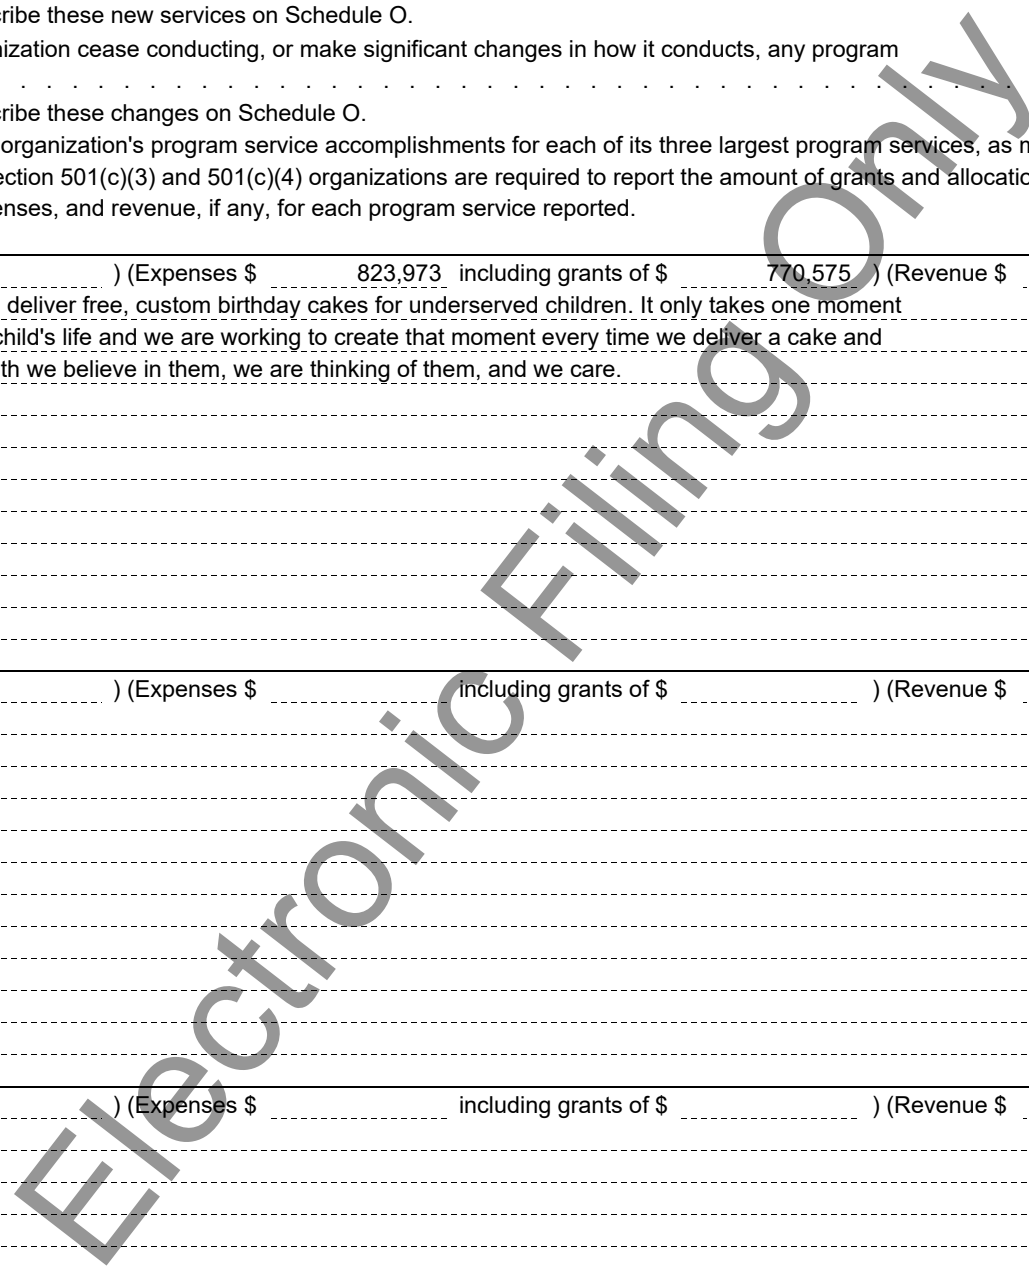 cribe these new services on Schedule O.
nization cease conducting, or make significant changes in how it conducts, any program
. . . . . . . . . . . . . . . . . . . . . . . . . . . . . . . . . . . . . . .
cribe these changes on Schedule O.
organization's program service accomplishments for each of its three largest program services, as m
ection 501(c)(3) and 501(c)(4) organizations are required to report the amount of grants and allocatio
enses, and revenue, if any, for each program service reported.
) (Expenses $ 823,973 including grants of $ 770,575 ) (Revenue $
deliver free, custom birthday cakes for underserved children. It only takes one moment
child's life and we are working to create that moment every time we deliver a cake and
th we believe in them, we are thinking of them, and we care.
) (Expenses $ including grants of $ ) (Revenue $
) (Expenses $ including grants of $ ) (Revenue $
Electronic Filing Only